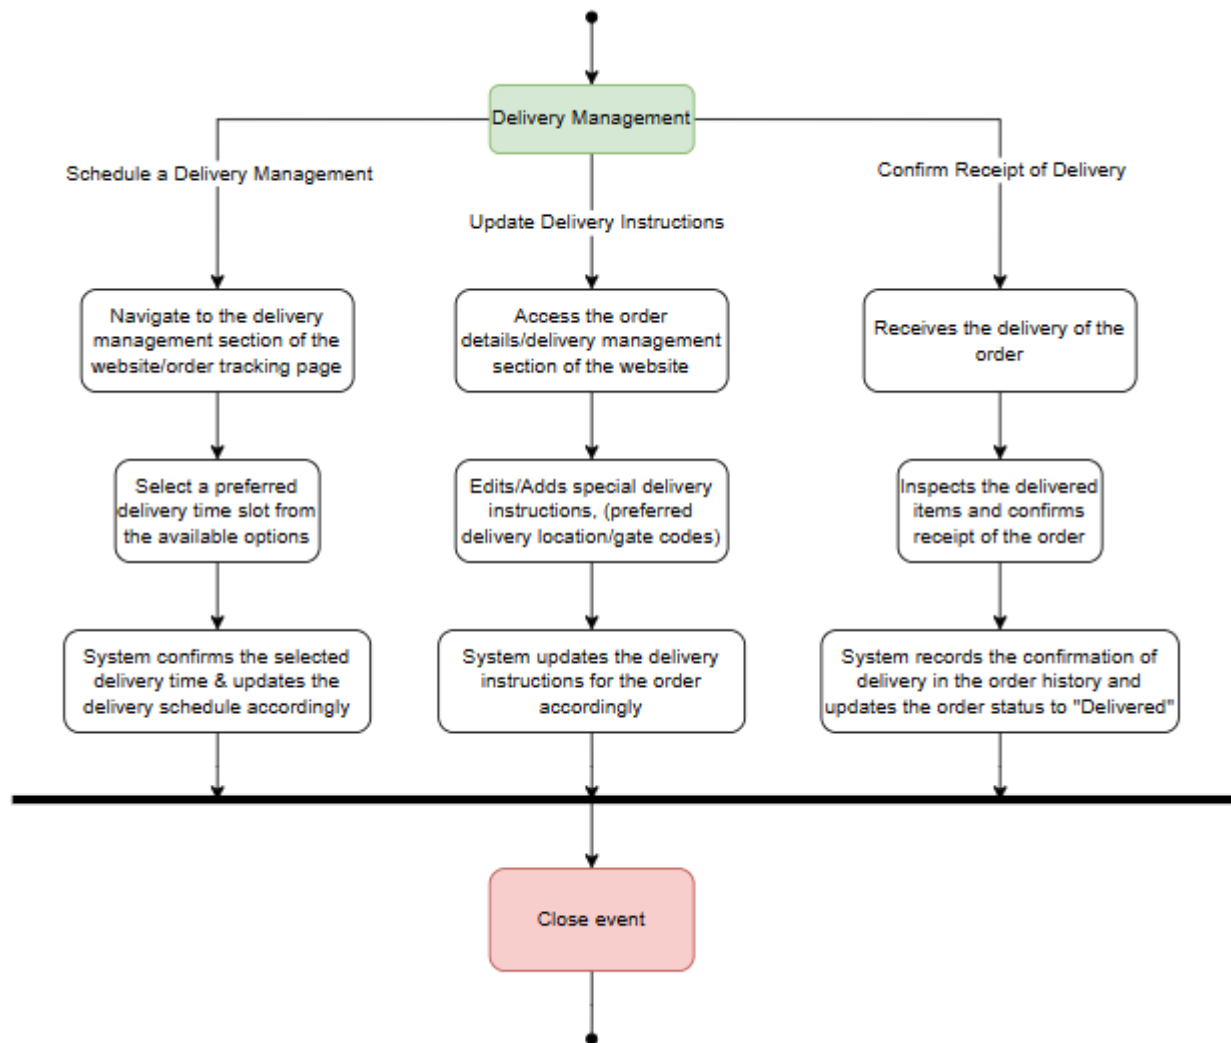 Delivery Management
Schedule a Delivery Management
Confirm Receipt of Delivery
Update Delivery Instructions
Navigate to the delivery
management section of the
website/order tracking page
Access the order
details/delivery management
section of the website
Receives the delivery of the
order
Select a preferred
delivery time slot from
the available options
Edits/Adds special delivery
instructions, (preferred
delivery location/gate codes)
Inspects the delivered
items and confirms
receipt of the order
System confirms the selected
delivery time & updates the
delivery schedule accordingly
System updates the delivery
instructions for the order
accordingly
System records the confirmation of
delivery in the order history and
updates the order status to "Delivered"
Close event